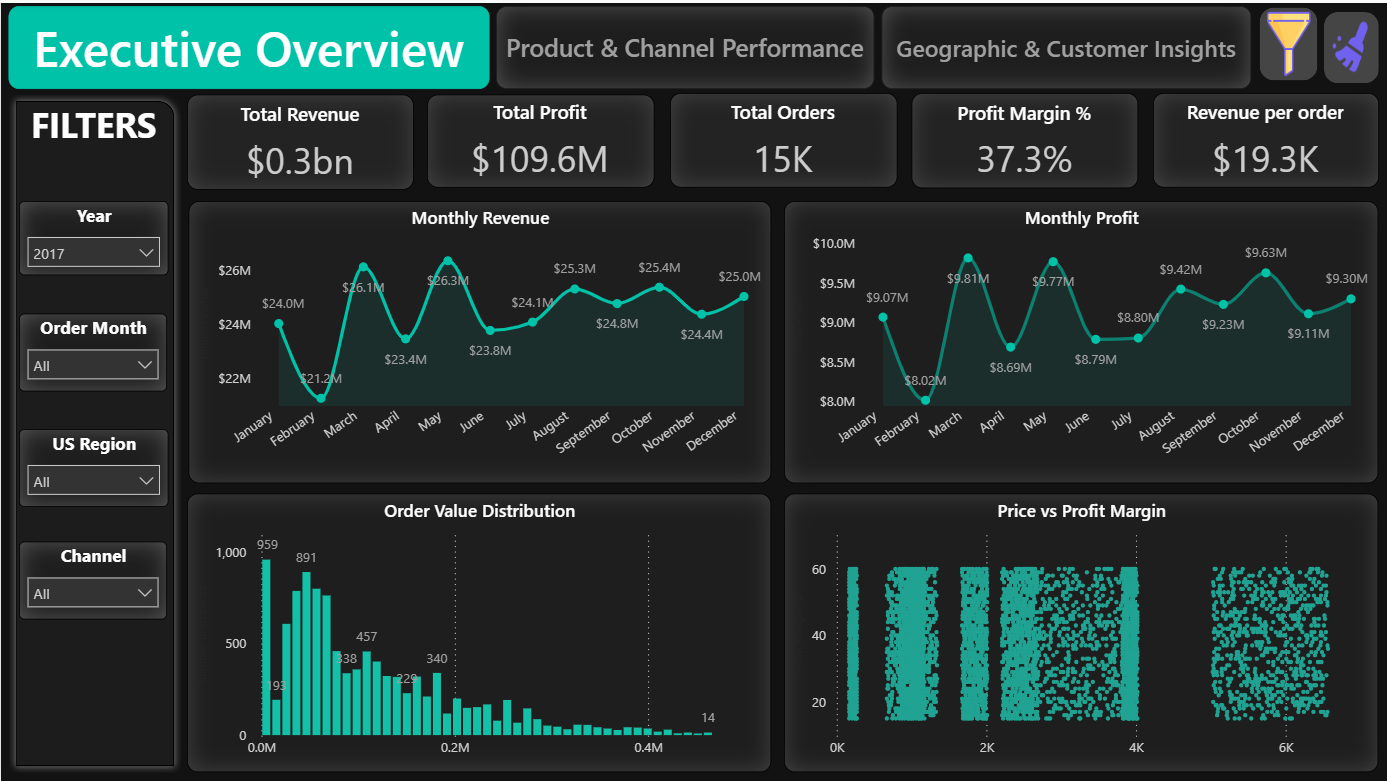 Executive Overview
Product & Channel Performance
Geographic & Customer Insights
FILTERS
Year
2017
Order Month
All
US Region
All
Channel
All
Total Revenue
$0.3bn
Total Profit
$109.6M
Total Orders
15K
Profit Margin %
37.3%
Revenue per order
$19.3K
Monthly Revenue
$26M
$24M
$22M
$24.0M
$21.2M
$26.1M
$23.4M
$26.3M
$23.8M
$24.1M
$25.3M
$24.8M
$25.4M
$24.4M
$25.0M
January
February
March
April
May
June
July
August
September
October
November
December
Monthly Profit
$10.0M
$9.5M
$9.0M
$8.5M
$8.0M
$9.07M
$8.02M
$9.81M
$8.69M
$9.77M
$8.79M
$8.80M
$9.42M
$9.23M
$9.63M
$9.11M
$9.30M
January
February
March
April
May
June
July
August
September
October
November
December
Order Value Distribution
1,000
500
0
959
193
891
338
457
229
340
14
0.0M
0.2M
0.4M
Price vs Profit Margin
60
40
20
0K
2K
4K
6K